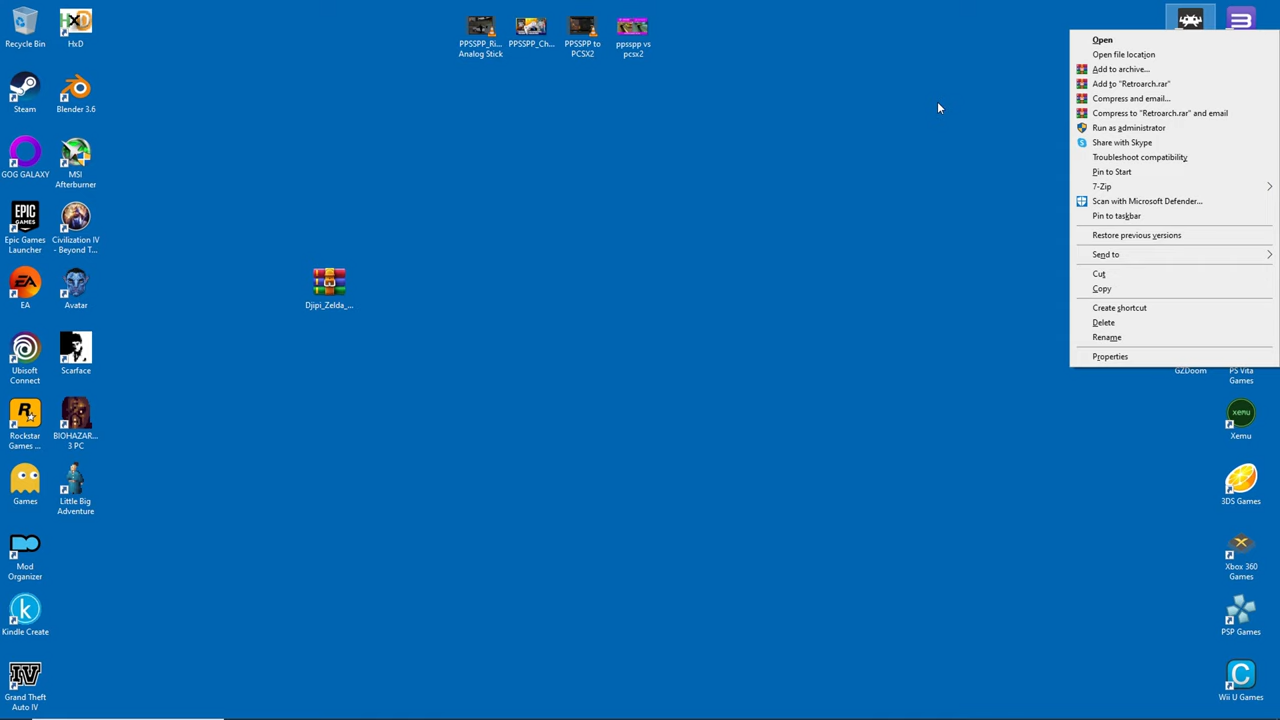 Recycle Bin
HxD
Steam
Blender 3.6
GOG GALAXY
MSI
Afterburner
EPIC
GAMES
Epic Games
Launcher
Civilization IV
- Beyond T...
EA
EA
Avatar
Ubisoft
Connect
Scarface
R
Rockstar
Games ...
BIOHAZAR...
3 PC
Games
Little Big
Adventure
Mod
Organizer
k
Kindle Create
IV
Grand Theft
Auto IV
PPSSPP_Ri...
Analog Stick
PPSSPP_Ch...
PPSSPP to
PCSX2
ppsspp vs
pcsx2
Djipi_Zelda_...
Open
Open file location
Add to archive...
Add to "Retroarch.rar"
Compress and email...
Compress to "Retroarch.rar" and email
Run as administrator
Share with Skype
Troubleshoot compatibility
Pin to Start
7-Zip
Scan with Microsoft Defender...
Pin to taskbar
Restore previous versions
Send to
Cut
Copy
Create shortcut
Delete
Rename
Properties
GZDoom
PS Vita
Games
xemu
Xemu
3DS Games
Xbox 360
Games
PSP Games
C
Wii U Games